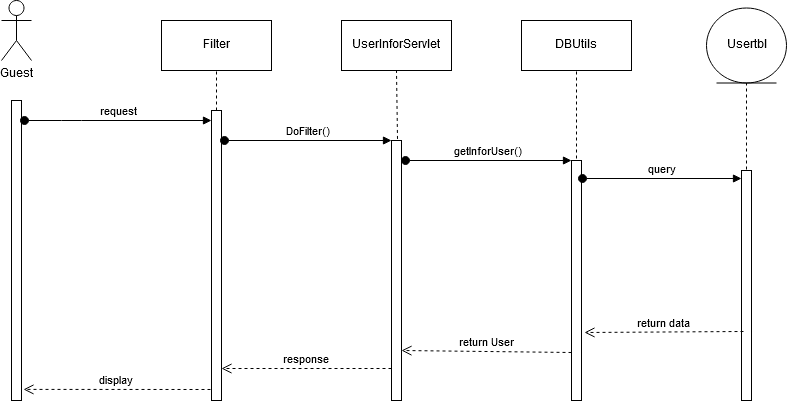 Guest
Filter
UserInforServlet
DBUtils
Usertbl
request
DoFilter()
getInforUser()
query
return data
return User
response
display